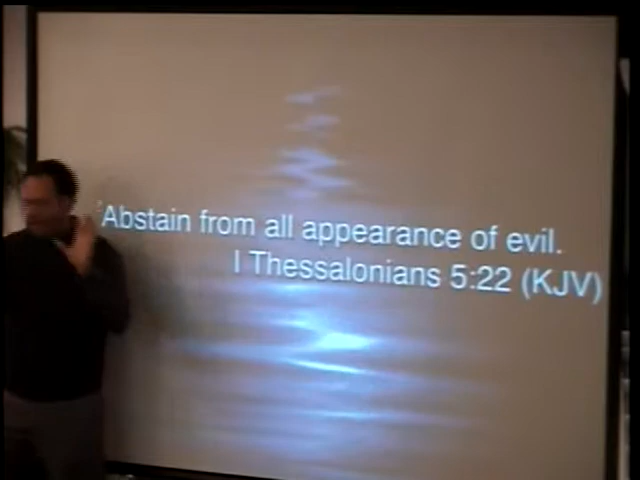 Abstain from all appearance of evil.
I Thessalonians 5:22 (KJV)